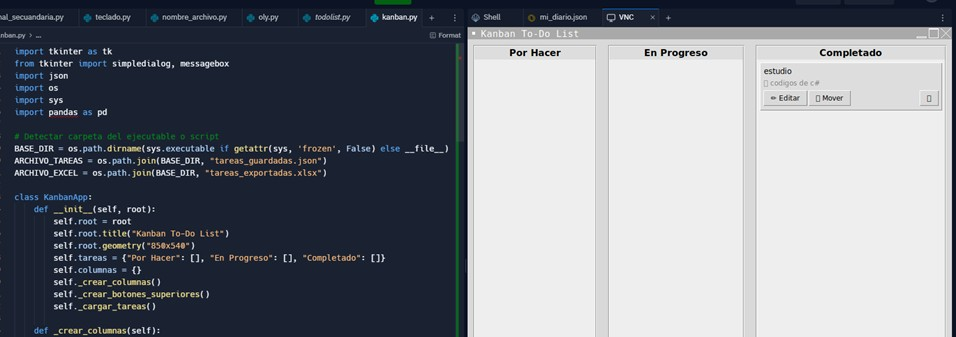 al_secuandaria.py
teclado.py
nombre_archivo.py
oly.py
todolist.py
kanban.py
Shell
mi_diario.json
VNC
nban.py > ...
Format
import tkinter as tk
from tkinter import simpledialog, messagebox
import json
import os
import sys
import pandas as pd
# Detectar carpeta del ejecutable o script
BASE_DIR = os.path.dirname(sys.executable if getattr(sys, 'frozen', False) else __file__)
ARCHIVO_TAREAS = os.path.join(BASE_DIR, "tareas_guardadas.json")
ARCHIVO_EXCEL = os.path.join(BASE_DIR, "tareas_exportadas.xlsx")
class KanbanApp:
def __init__(self, root):
self.root = root
self.root.title("Kanban To-Do List")
self.root.geometry("850x540")
self.tareas = {"Por Hacer": [], "En Progreso": [], "Completado": []}
self.columnas = {}
self._crear_columnas()
self._crear_botones_superiores()
self._cargar_tareas()
def _crear_columnas(self):
Kanban To-Do List
Por Hacer
En Progreso
Completado
estudio
codigos de c#
Editar
Mover